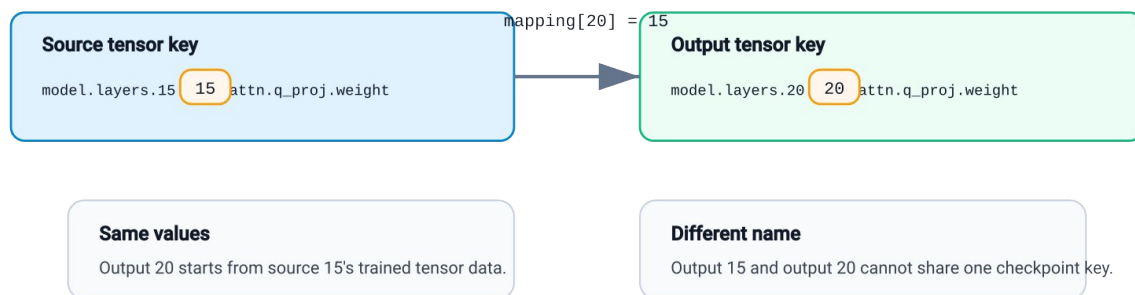 mapping[20] = 15
Source tensor key
model.layers.15 15 attn.q_proj.weight
Output tensor key
model.layers.20 20 attn.q_proj.weight
Same values
Output 20 starts from source 15's trained tensor data.
Different name
Output 15 and output 20 cannot share one checkpoint key.